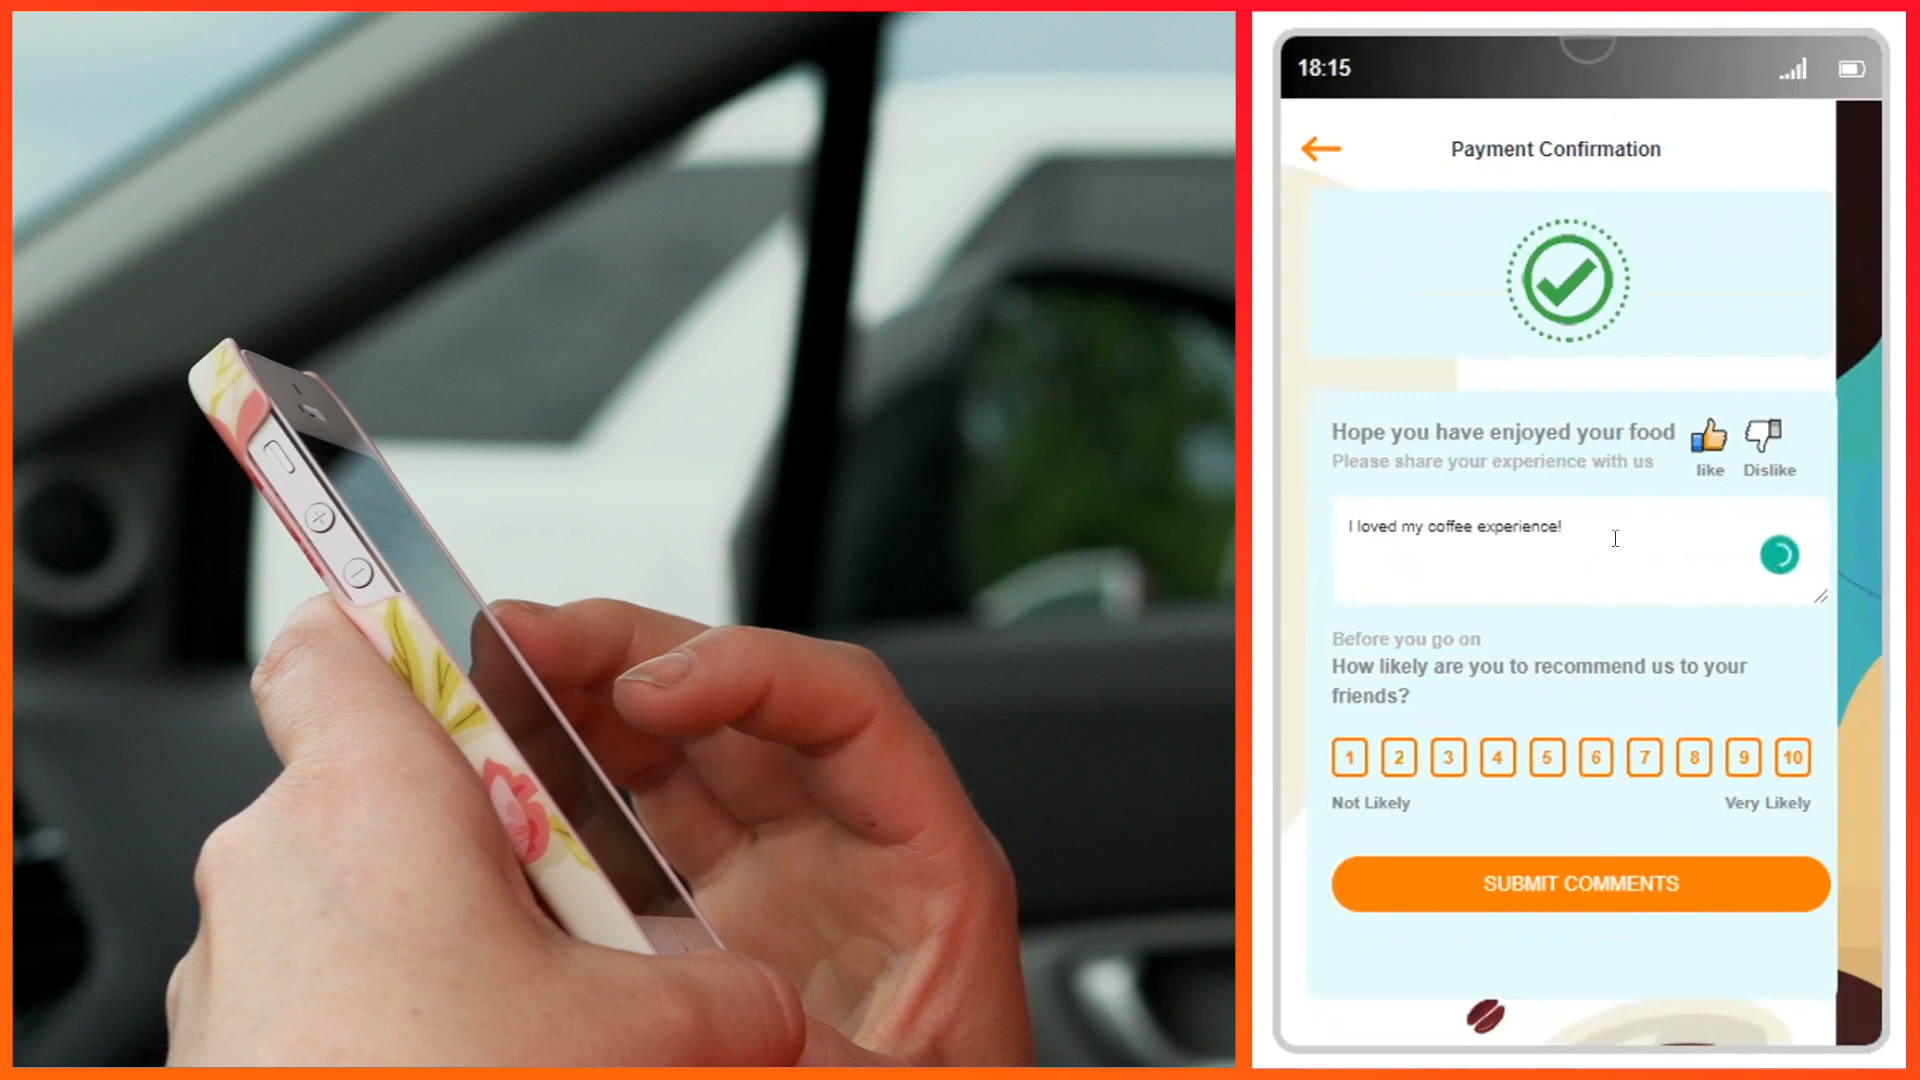 18:15
Payment Confirmation
Hope you have enjoyed your food
Please share your experience with us
like
Dislike
I loved my coffee experience!
Before you go on
How likely are you to recommend us to your
friends?
1 2 3 4 5 6 7 8 9 10
Not Likely
Very Likely
SUBMIT COMMENTS